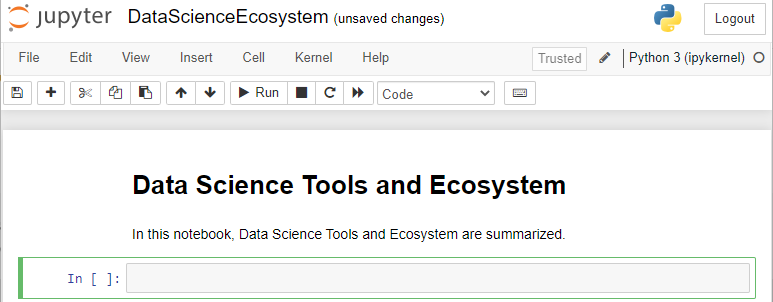 jupyter DataScienceEcosystem (unsaved changes) Logout
File Edit View Insert Cell Kernel Help Trusted Python 3 (ipykernel)
Run Code
Data Science Tools and Ecosystem
In this notebook, Data Science Tools and Ecosystem are summarized.
In [ ]: